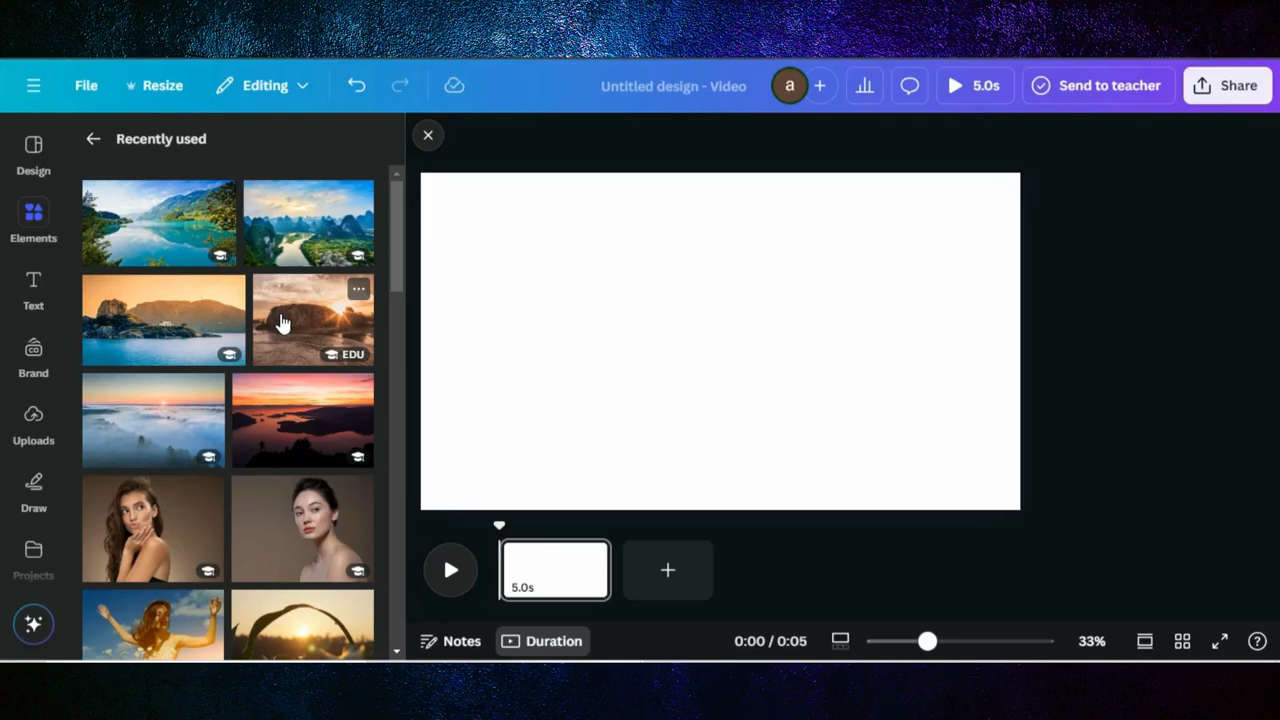 File
Resize
Editing
Untitled design - Video
a
+
5.0s
Send to teacher
Share
Design
Elements
Text
Brand
Uploads
Draw
Projects
Recently used
EDU
5.0s
+
Notes
Duration
0:00 / 0:05
33%